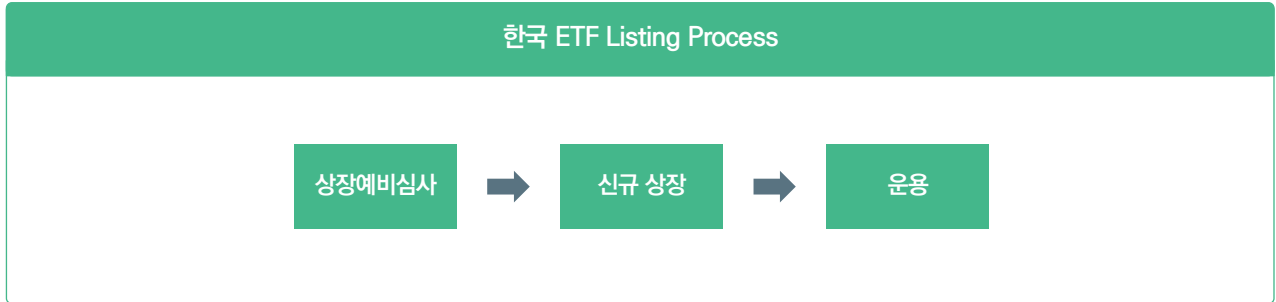 한국 ETF Listing Process
상장예비심사
신규 상장
운용